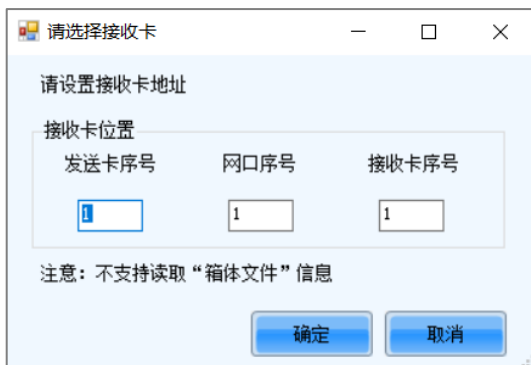 请选择接收卡
请设置接收卡地址
接收卡位置
发送卡序号 网口序号 接收卡序号
1 1 1
注意：不支持读取“箱体文件”信息
确定 取消